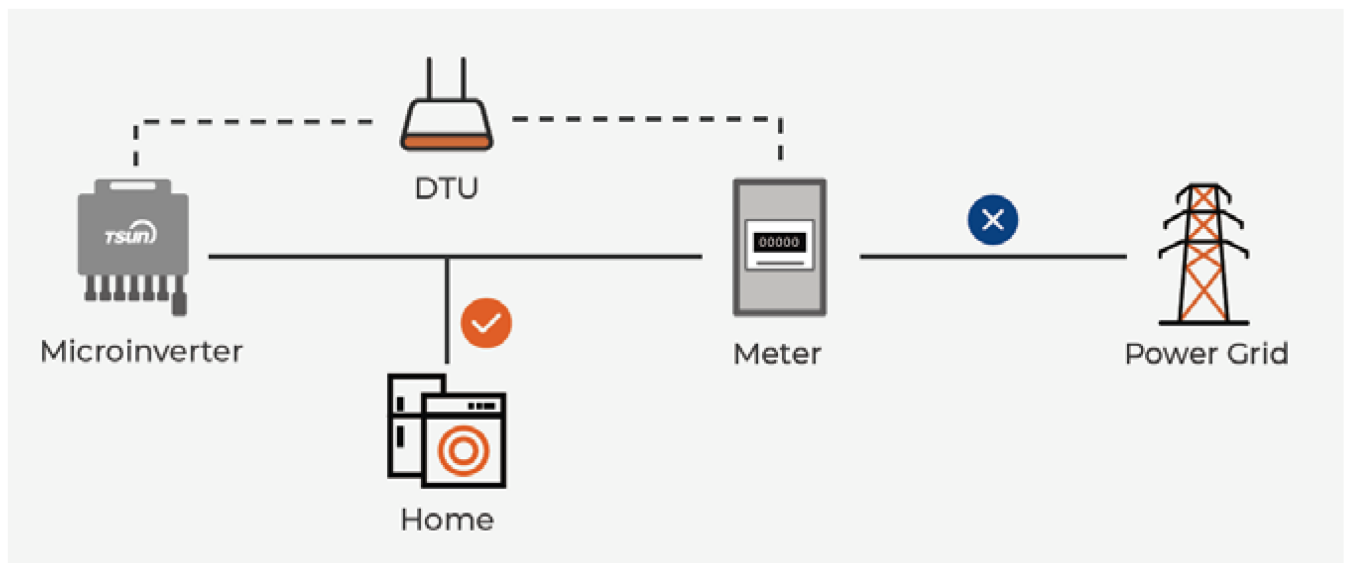 DTU
TSUN
00000
Microinverter
Meter
Power Grid
Home